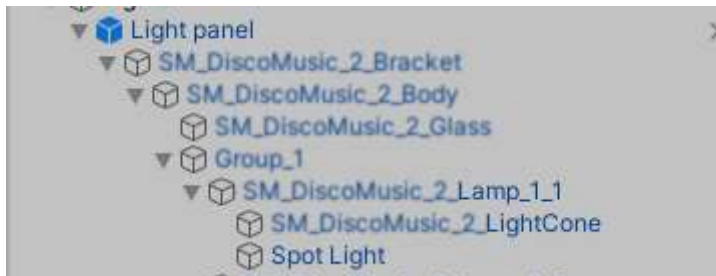 Light panel
SM_DiscoMusic_2_Bracket
SM_DiscoMusic_2_Body
SM_DiscoMusic_2_Glass
Group_1
SM_DiscoMusic_2_Lamp_1_1
SM_DiscoMusic_2_LightCone
Spot Light